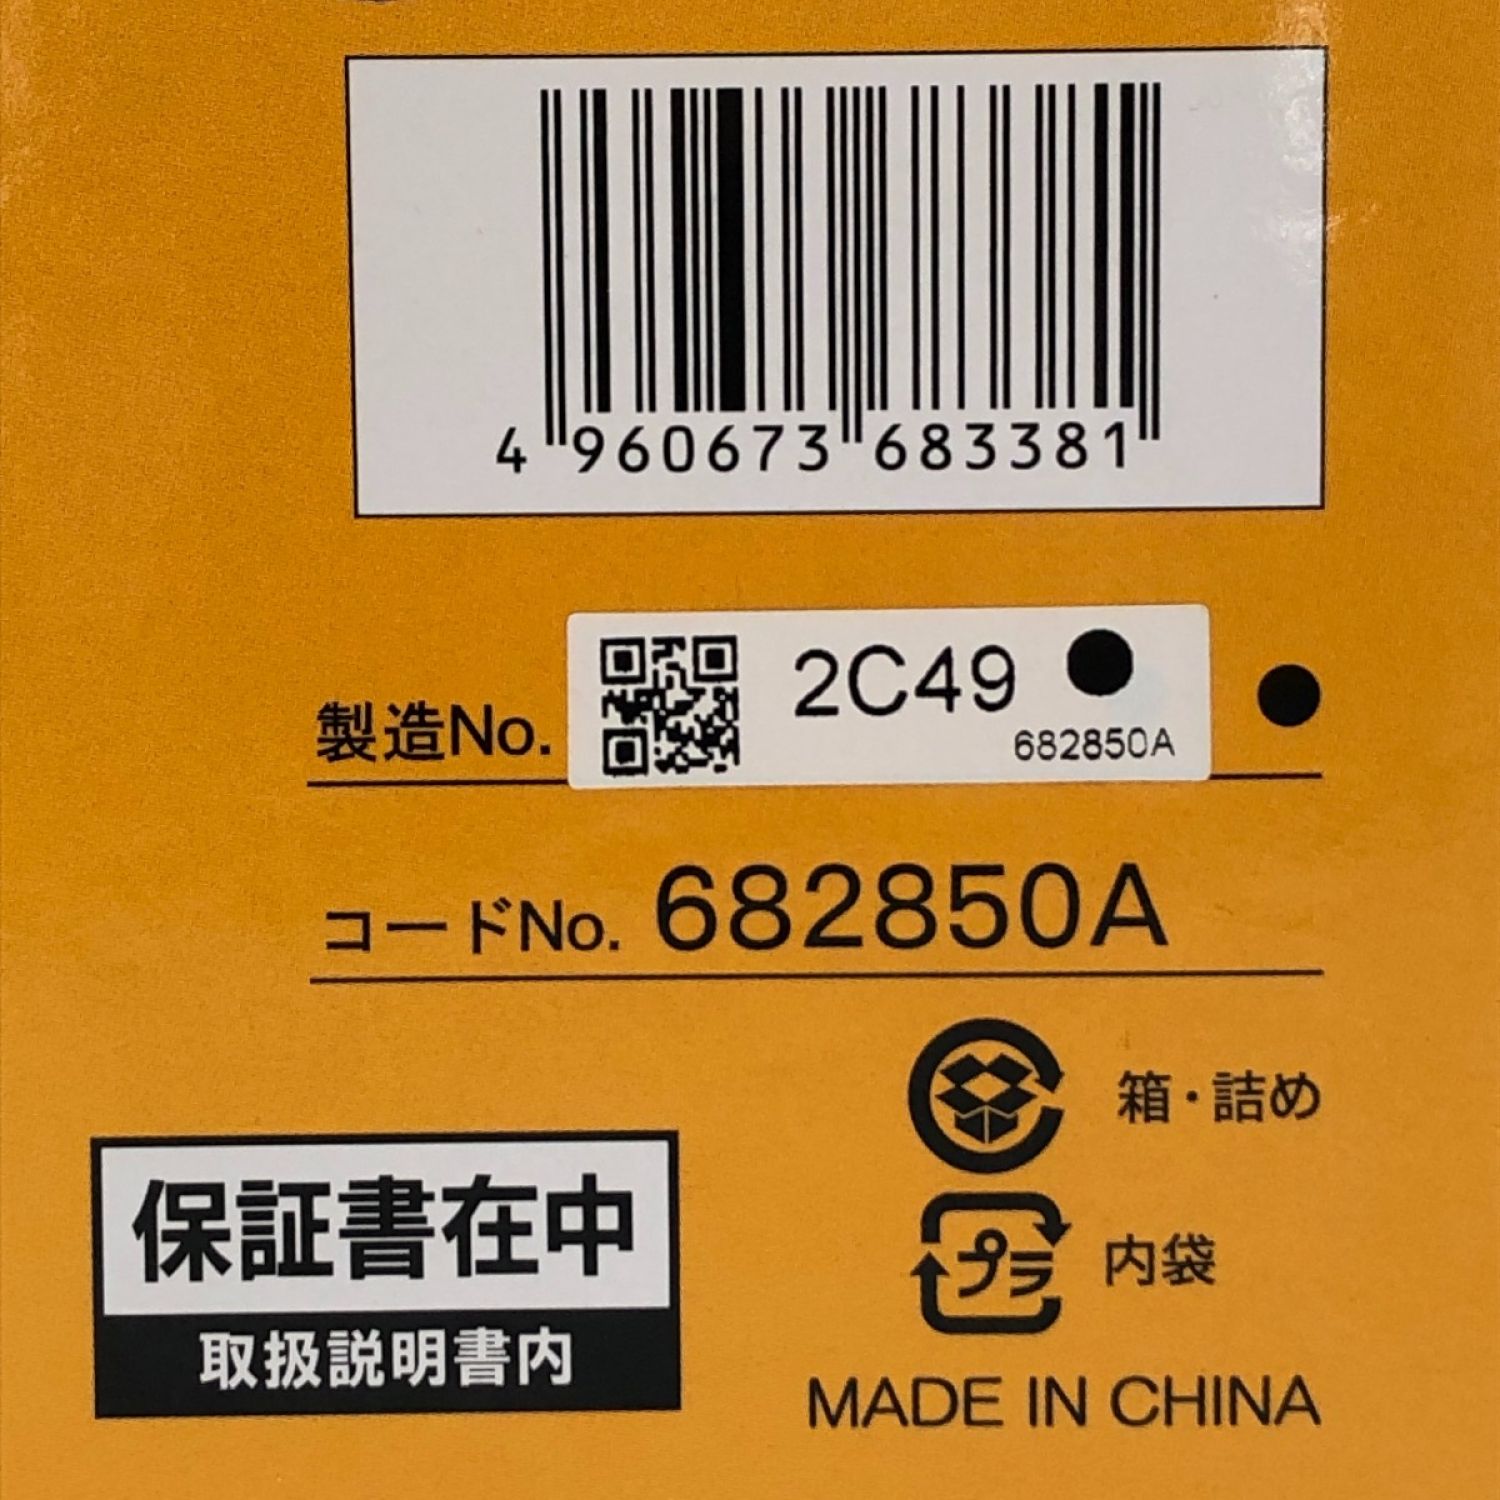 4 960673 683381
製造No. 2C49
682850A
コードNo. 682850A
箱・詰め
プラ 内袋
保証書在中
取扱説明書内
MADE IN CHINA